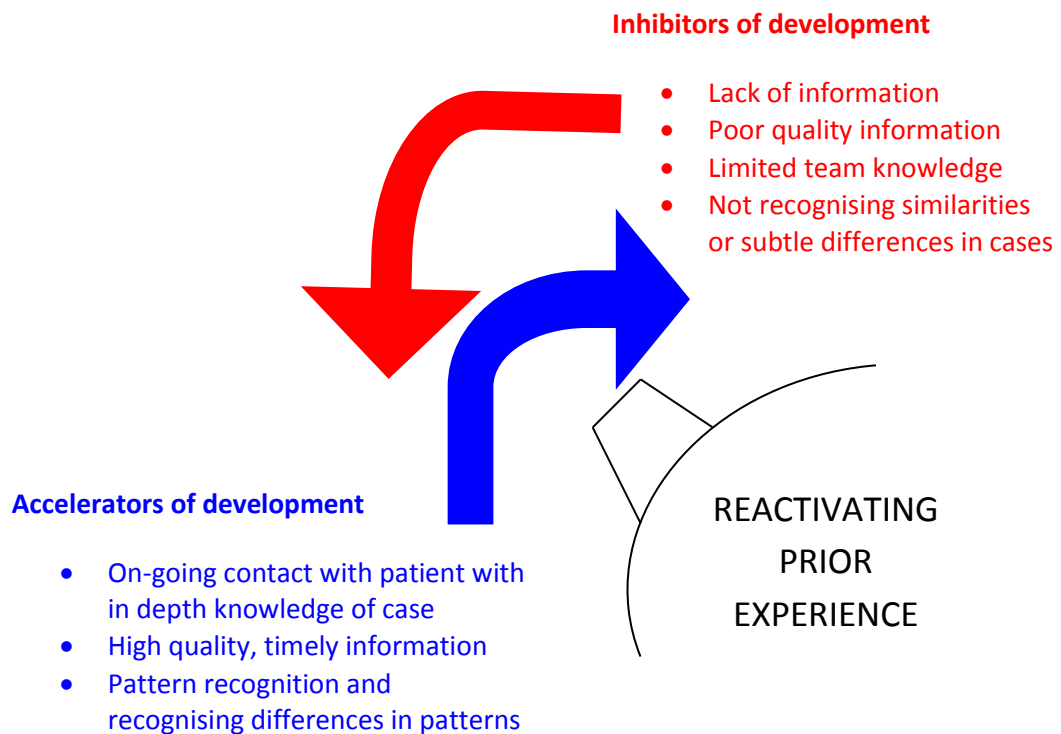 Inhibitors of development
• Lack of information
• Poor quality information
• Limited team knowledge
• Not recognising similarities
or subtle differences in cases
Accelerators of development
• On-going contact with patient with
in depth knowledge of case
• High quality, timely information
• Pattern recognition and
recognising differences in patterns
REACTIVATING
PRIOR
EXPERIENCE